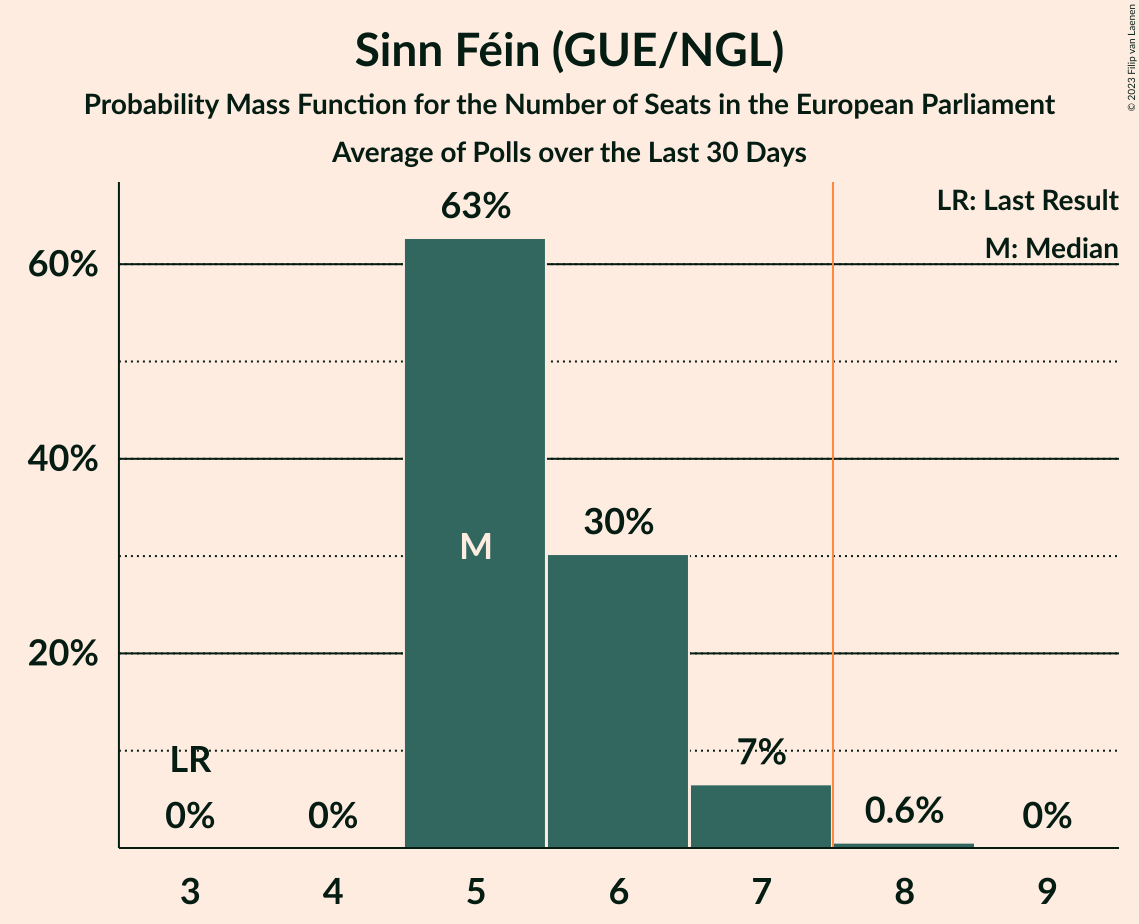 Sinn Féin (GUE/NGL)
Probability Mass Function for the Number of Seats in the European Parliament
Average of Polls over the Last 30 Days
© 2023 Filip van Laenen
LR: Last Result
M: Median
63%
60%
40%
30%
M
20%
LR
7%
0%
0%
0.6%
0%
3
4
5
6
7
8
9